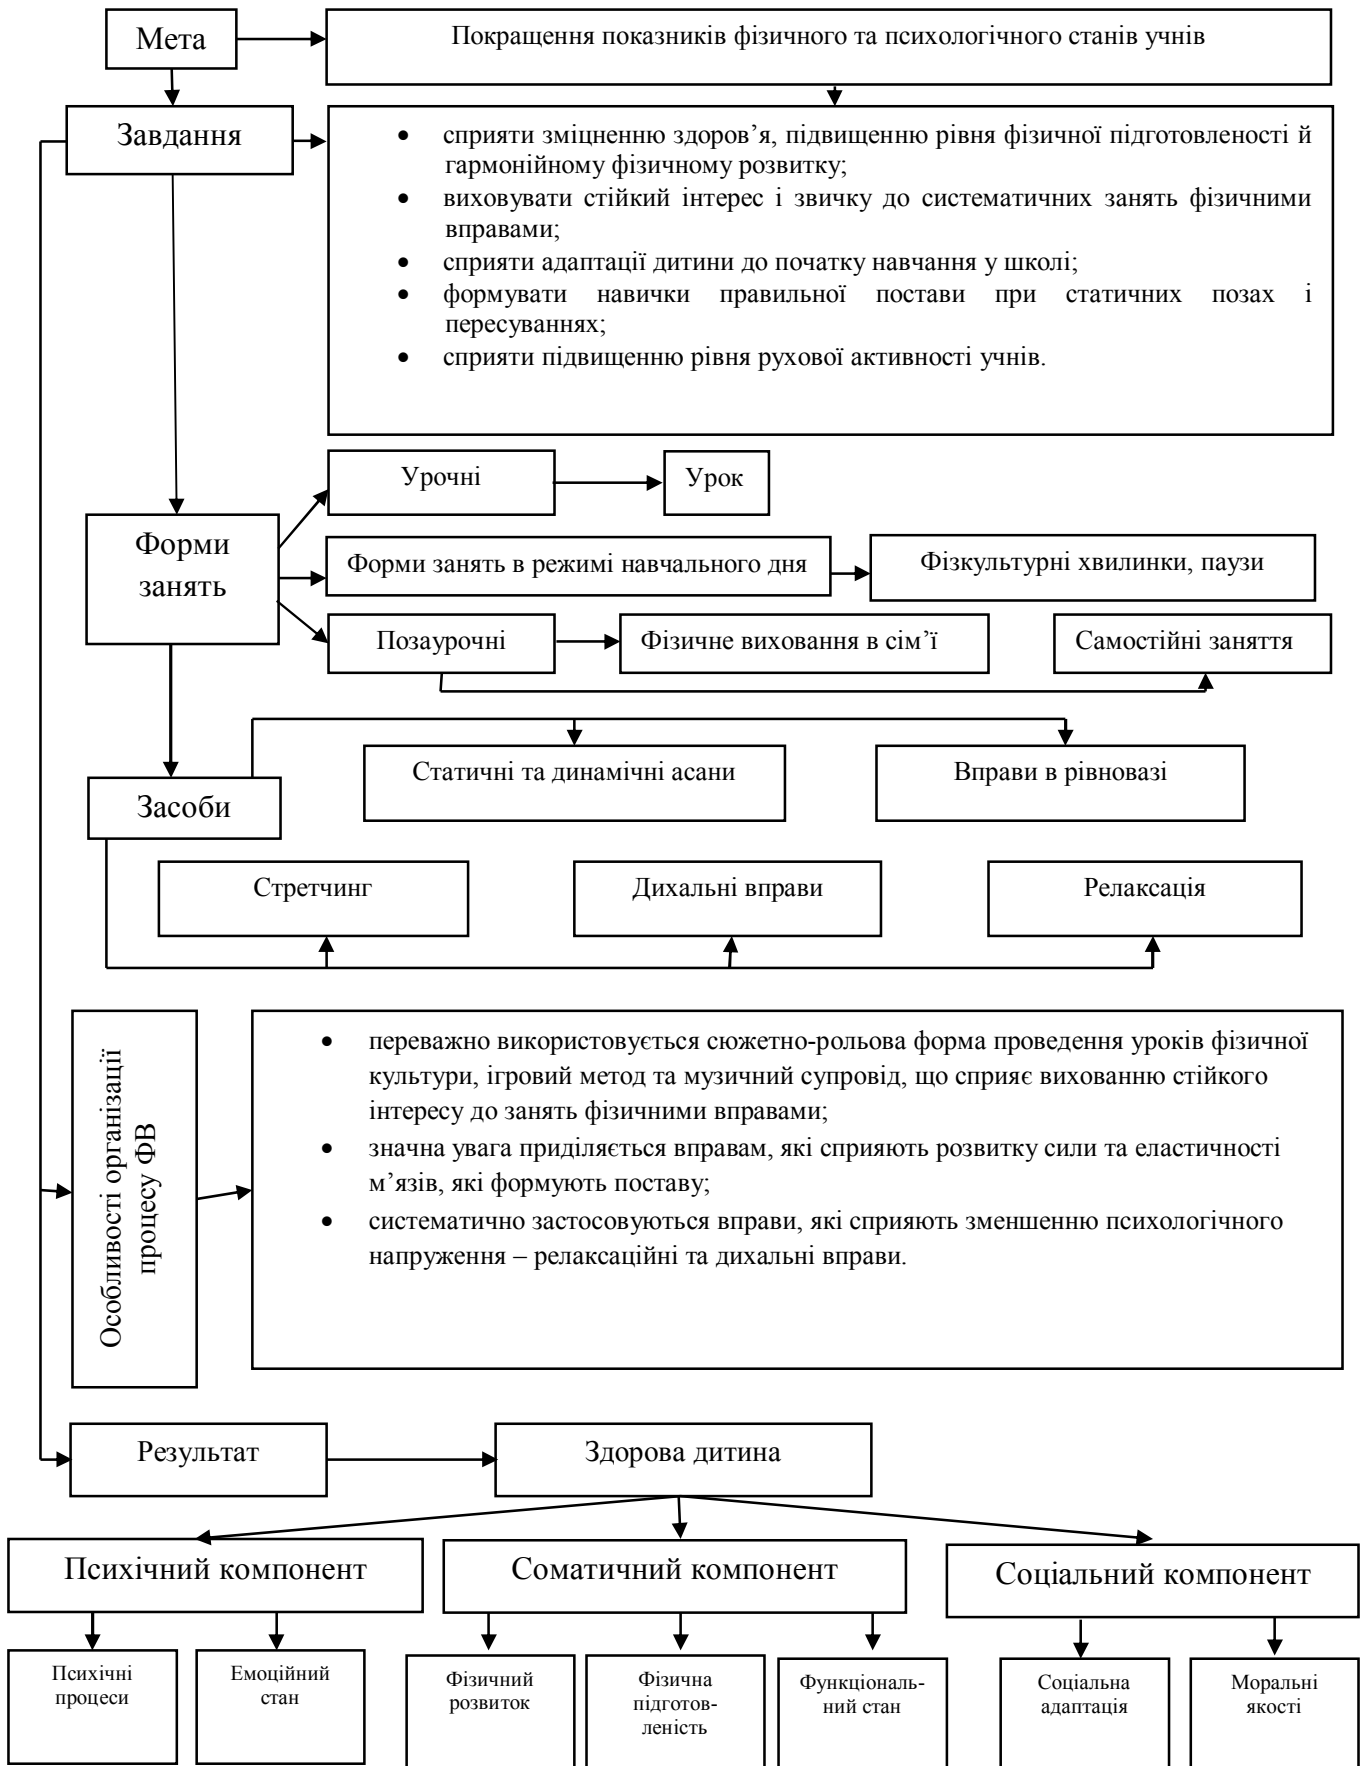 Мета
Покращення показників фізичного та психологічного станів учнів
Завдання
• сприяти зміцненню здоров’я, підвищенню рівня фізичної підготовленості й
гармонійному фізичному розвитку;
• виховувати стійкий інтерес і звичку до систематичних занять фізичними
вправами;
• сприяти адаптації дитини до початку навчання у школі;
• формувати навички правильної постави при статичних позах і
пересуваннях;
• сприяти підвищенню рівня рухової активності учнів.
Урочні
Урок
Форми
занять
Форми занять в режимі навчального дня
Фізкультурні хвилинки, паузи
Позаурочні
Фізичне виховання в сім’ї
Самостійні заняття
Засоби
Статичні та динамічні асани
Вправи в рівновазі
Стретчинг
Дихальні вправи
Релаксація
Особливості організації
процесу ФВ
• переважно використовується сюжетно-рольова форма проведення уроків фізичної
культури, ігровий метод та музичний супровід, що сприяє вихованню стійкого
інтересу до занять фізичними вправами;
• значна увага приділяється вправам, які сприяють розвитку сили та еластичності
м’язів, які формують поставу;
• систематично застосовуються вправи, які сприяють зменшенню психологічного
напруження – релаксаційні та дихальні вправи.
Результат
Здорова дитина
Психічний компонент
Соматичний компонент
Соціальний компонент
Психічні
процеси
Емоційний
стан
Фізичний
розвиток
Фізична
підготов-
леність
Функціональ-
ний стан
Соціальна
адаптація
Моральні
якості